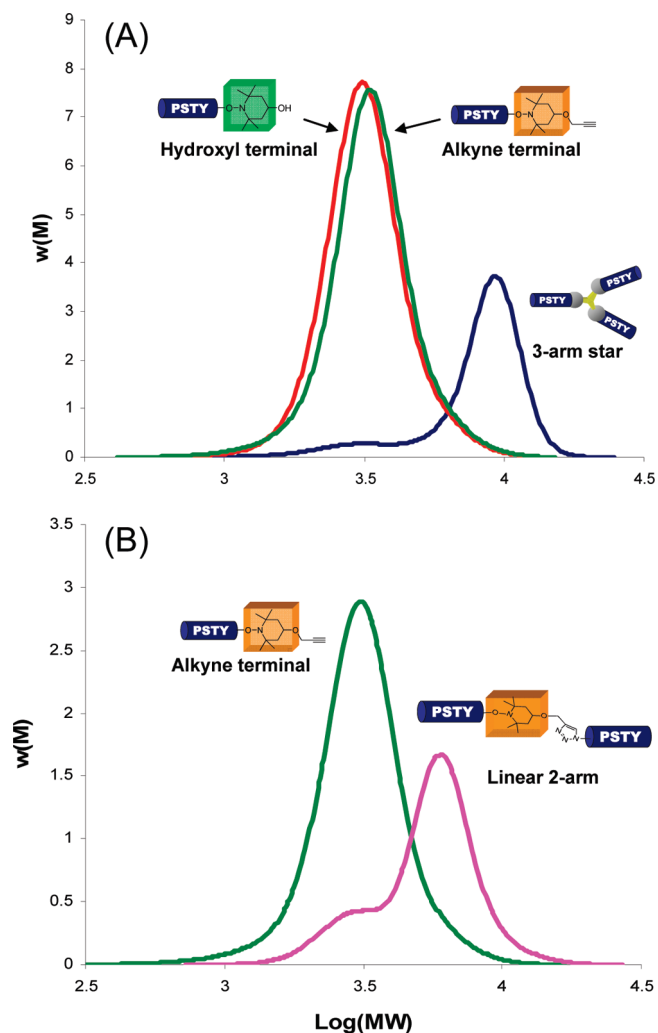 (A)
9
8
7
6
5
4
3
2
1
0
w(M)
PSTY
O
N
OH
Hydroxyl terminal
PSTY
O
N
O
Alkyne terminal
PSTY
PSTY
PSTY
3-arm star
2.5 3 3.5 4 4.5
(B)
3.5
3
2.5
2
1.5
1
0.5
0
w(M)
PSTY
O
N
O
Alkyne terminal
PSTY
O
N
O
N
N
N
PSTY
Linear 2-arm
2.5 3 3.5 4 4.5
Log(MW)